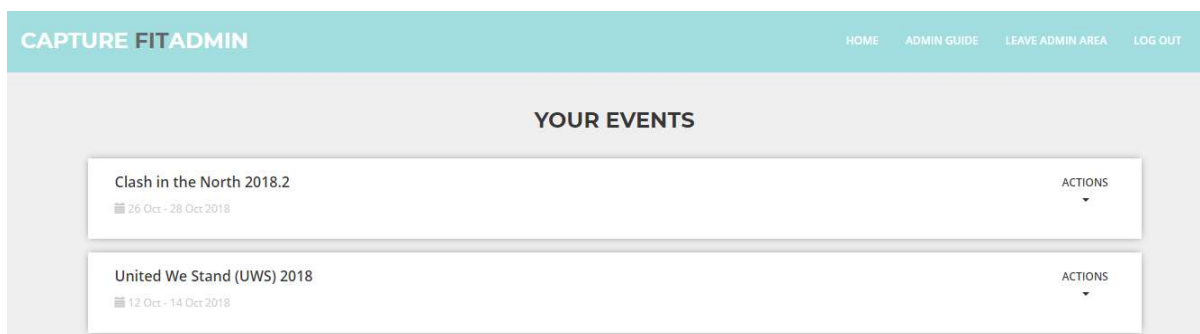 CAPTURE FITADMIN
HOME ADMIN GUIDE LEAVE ADMIN AREA LOG OUT
YOUR EVENTS
Clash in the North 2018.2
ACTIONS
26 Oct - 28 Oct 2018
United We Stand (UWS) 2018
ACTIONS
12 Oct - 14 Oct 2018